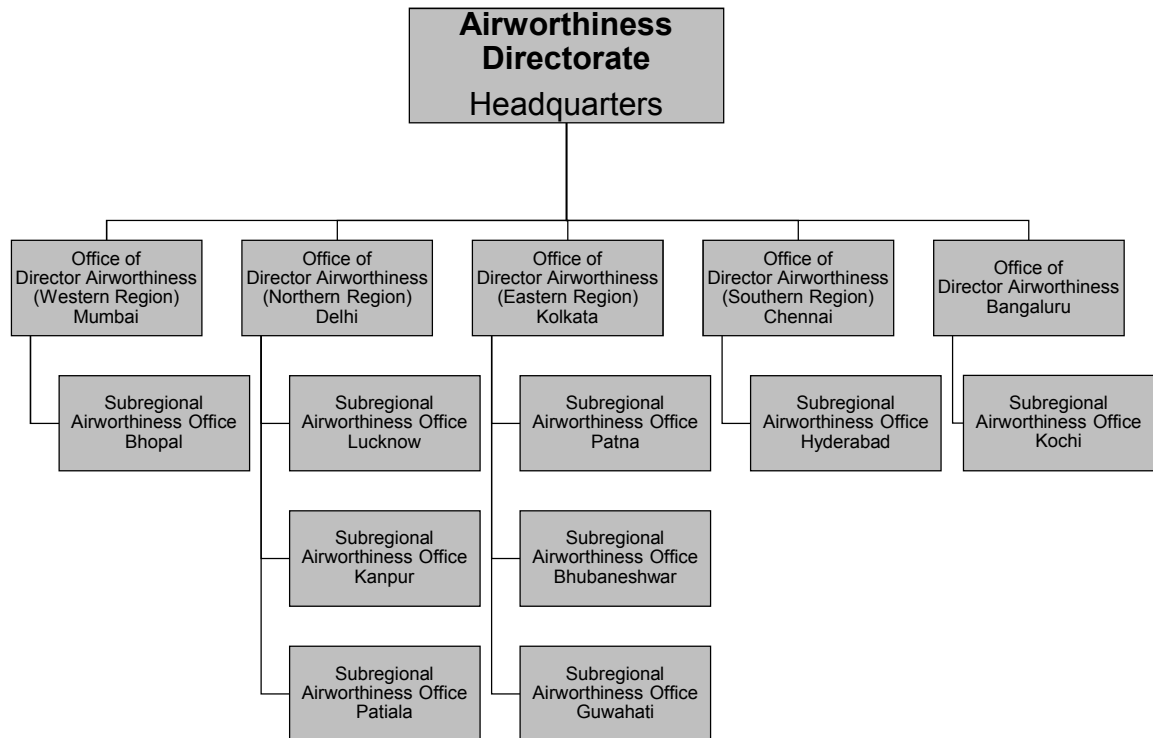 Airworthiness
Directorate
Headquarters
Office of
Director Airworthiness
(Western Region)
Mumbai
Office of
Director Airworthiness
(Northern Region)
Delhi
Office of
Director Airworthiness
(Eastern Region)
Kolkata
Office of
Director Airworthiness
(Southern Region)
Chennai
Office of
Director Airworthiness
Bangaluru
Subregional
Airworthiness Office
Bhopal
Subregional
Airworthiness Office
Lucknow
Subregional
Airworthiness Office
Patna
Subregional
Airworthiness Office
Hyderabad
Subregional
Airworthiness Office
Kochi
Subregional
Airworthiness Office
Kanpur
Subregional
Airworthiness Office
Bhubaneshwar
Subregional
Airworthiness Office
Patiala
Subregional
Airworthiness Office
Guwahati